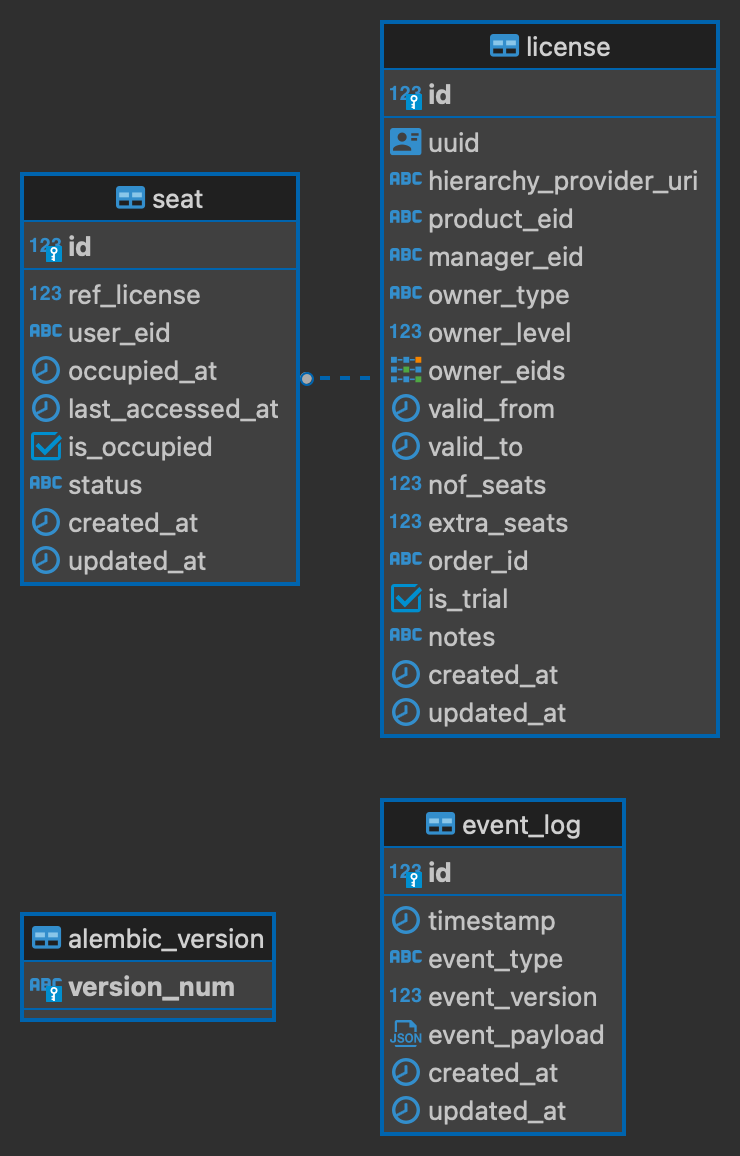 license
123 id
uuid
ABC hierarchy_provider_uri
ABC product_eid
ABC manager_eid
ABC owner_type
123 owner_level
owner_eids
valid_from
valid_to
123 nof_seats
123 extra_seats
ABC order_id
is_trial
ABC notes
created_at
updated_at
seat
123 id
123 ref_license
ABC user_eid
occupied_at
last_accessed_at
is_occupied
ABC status
created_at
updated_at
event_log
123 id
timestamp
ABC event_type
123 event_version
JSON event_payload
created_at
updated_at
alembic_version
ABC version_num